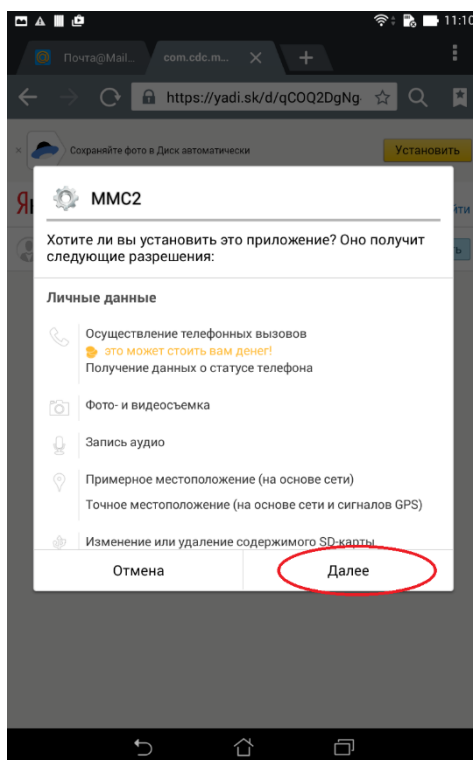 11:10
Почта@Mail...
com.cdc.m...
https://yadi.sk/d/qCOQ2DgNg
Сохраняйте фото в Диск автоматически
Установить
Я
йти
ь
MMC2
Хотите ли вы установить это приложение? Оно получит
следующие разрешения:
Личные данные
Осуществление телефонных вызовов
это может стоить вам денег!
Получение данных о статусе телефона
Фото- и видеосъемка
Запись аудио
Примерное местоположение (на основе сети)
Точное местоположение (на основе сети и сигналов GPS)
Изменение или удаление содержимого SD-карты
Отмена
Далее